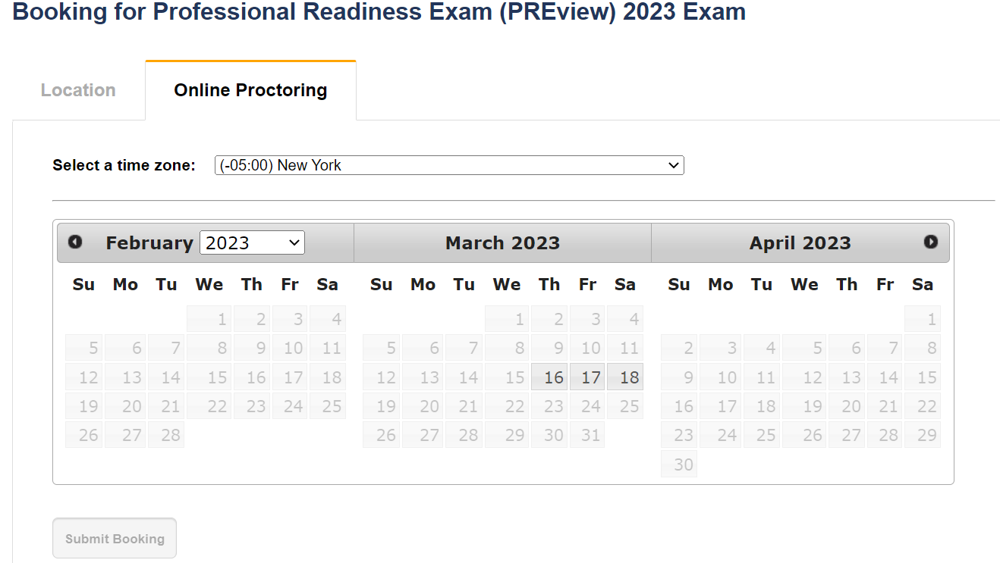 Booking for Professional Readiness Exam (PREview) 2023 Exam
Location Online Proctoring
Select a time zone: (-05:00) New York
February 2023 March 2023 April 2023
Su Mo Tu We Th Fr Sa Su Mo Tu We Th Fr Sa Su Mo Tu We Th Fr Sa
1 2 3 4 1 2 3 4 1
5 6 7 8 9 10 11 5 6 7 8 9 10 11 2 3 4 5 6 7 8
12 13 14 15 16 17 18 12 13 14 15 16 17 18 9 10 11 12 13 14 15
19 20 21 22 23 24 25 19 20 21 22 23 24 25 16 17 18 19 20 21 22
26 27 28 26 27 28 29 30 31 23 24 25 26 27 28 29
30
Submit Booking